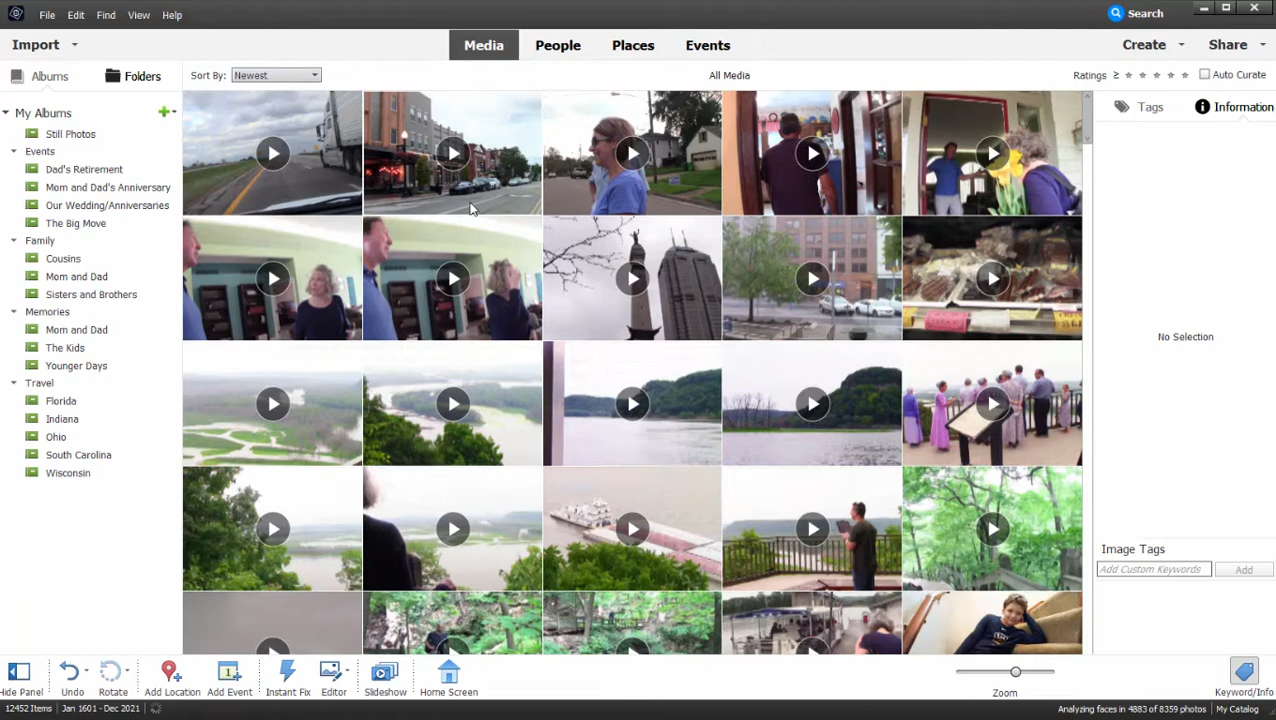 File Edit Find View Help Search
Import Media People Places Events Create Share
Albums Folders Sort By: Newest All Media Ratings ≥ Auto Curate
My Albums
Tags Information
Still Photos
Events
Dad's Retirement
Mom and Dad's Anniversary
Our Wedding/Anniversaries
The Big Move
Family
Cousins
Mom and Dad
Sisters and Brothers
Memories
Mom and Dad
The Kids
Younger Days
Travel
Florida
Indiana
Ohio
South Carolina
Wisconsin
No Selection
Image Tags
Add Custom Keywords Add
Hide Panel Undo Rotate Add Location Add Event Instant Fix Editor Slideshow Home Screen Zoom Keyword/Info
12452 Items Jan 1601 - Dec 2021 Analyzing faces in 4883 of 8359 photos My Catalog